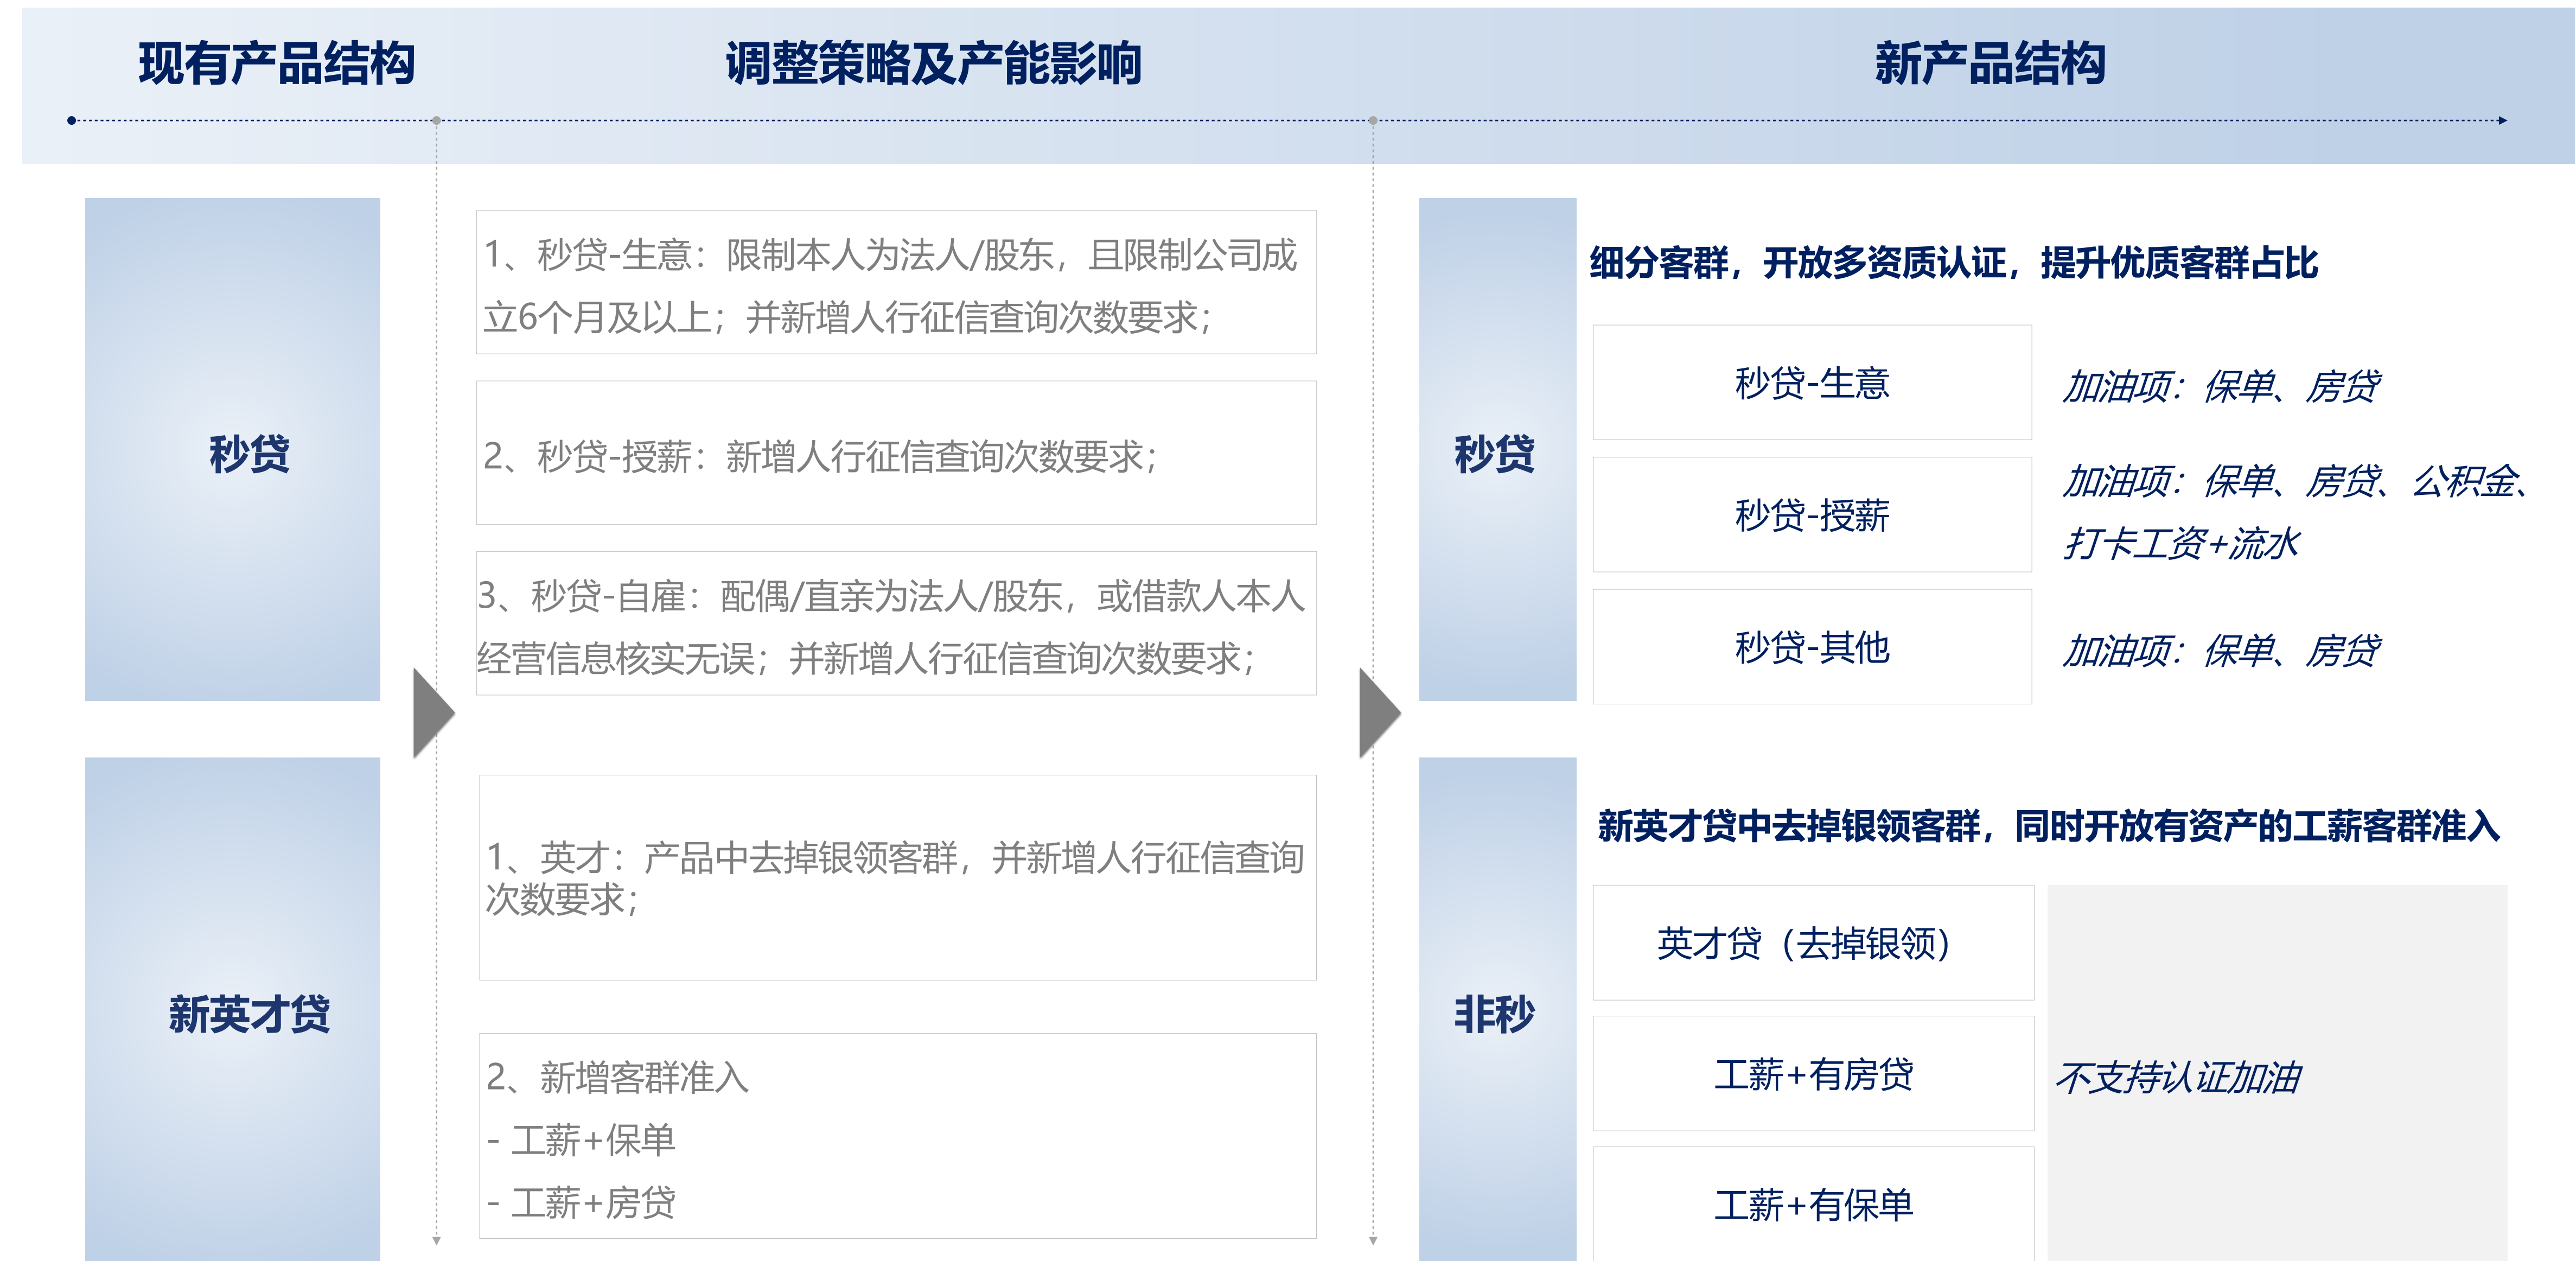 现有产品结构
调整策略及产能影响
新产品结构
秒贷
1、秒贷-生意：限制本人为法人/股东，且限制公司成
立6个月及以上；并新增人行征信查询次数要求；
2、秒贷-授薪：新增人行征信查询次数要求；
3、秒贷-自雇：配偶/直亲为法人/股东，或借款人本人
经营信息核实无误；并新增人行征信查询次数要求；
秒贷
细分客群，开放多资质认证，提升优质客群占比
秒贷-生意
加油项：保单、房贷
秒贷-授薪
加油项：保单、房贷、公积金、
打卡工资+流水
秒贷-其他
加油项：保单、房贷
新英才贷
1、英才：产品中去掉银领客群，并新增人行征信查询
次数要求；
2、新增客群准入
- 工薪+保单
- 工薪+房贷
非秒
新英才贷中去掉银领客群，同时开放有资产的工薪客群准入
英才贷（去掉银领）
工薪+有房贷
工薪+有保单
不支持认证加油